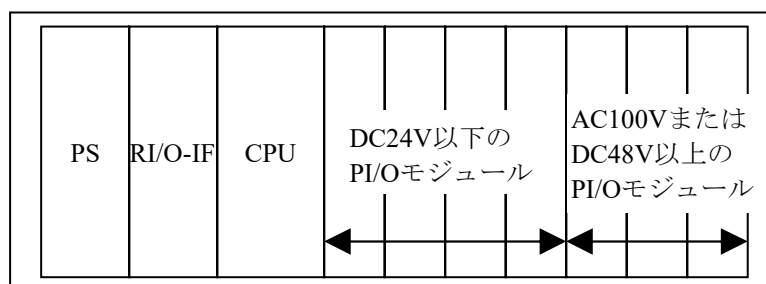 PS
RI/O-IF
CPU
DC24V以下の
PI/Oモジュール
AC100Vまたは
DC48V以上の
PI/Oモジュール